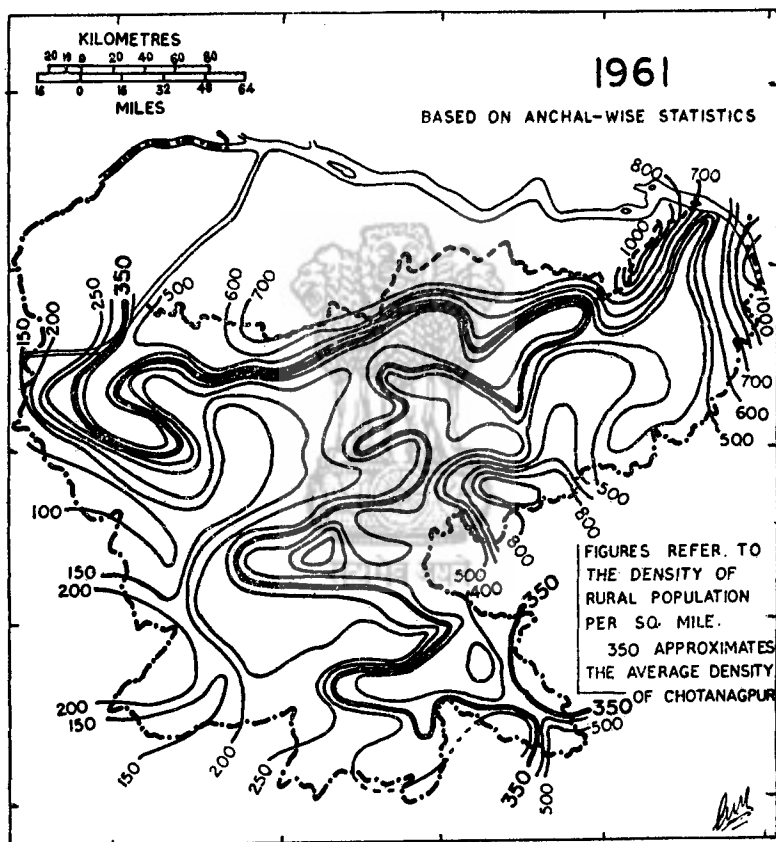 KILOMETRES
20 10 0 20 40 60 80
16 0 16 32 48 64
MILES
1961
BASED ON ANCHAL-WISE STATISTICS
800 700
1000
150 200 250 350 500 600 700
1000
700
600
500
100
500
800
800
500
400
150
200
FIGURES REFER. TO
THE DENSITY OF
RURAL POPULATION
PER SQ. MILE.
350 APPROXIMATES
THE AVERAGE DENSITY
OF CHOTANAGPUR
350
350
500
200
150
150
200
250
350
500